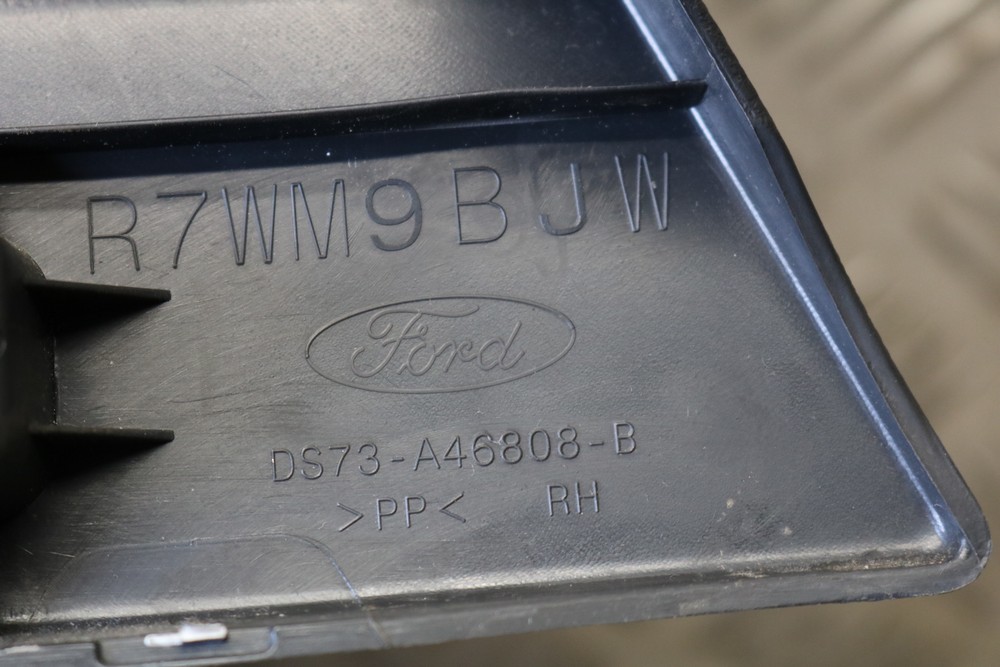 R7WM9BJW
Ford
DS73-A46808-B
>PP< RH